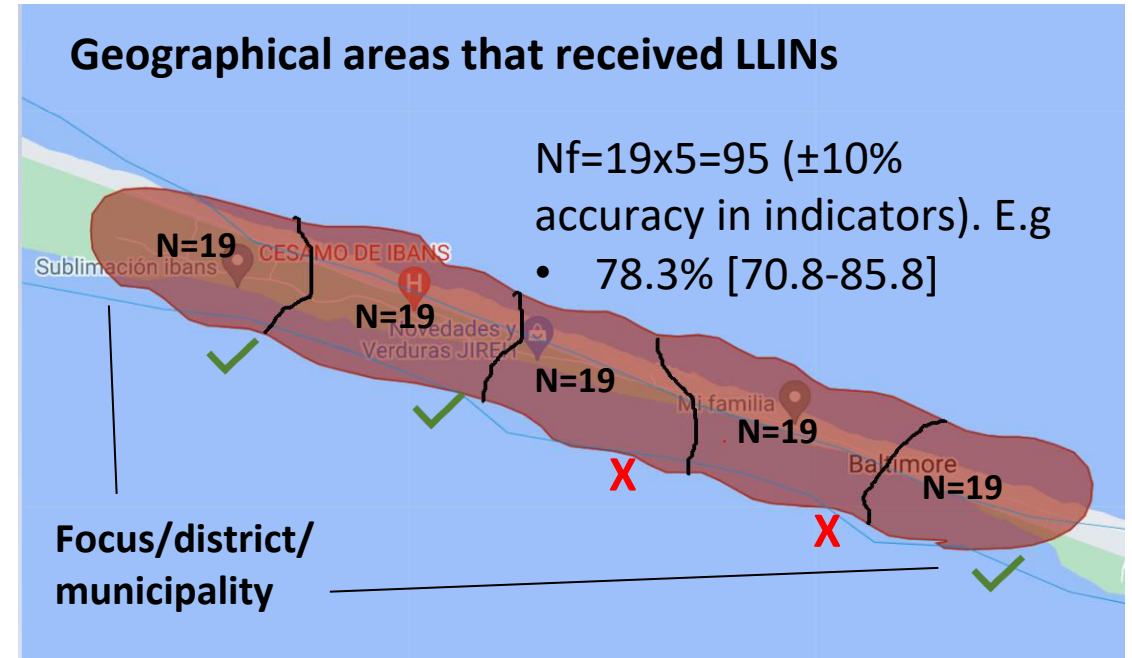 Geographical areas that received LLINs
Nf=19x5=95 (±10%
accuracy in indicators). E.g
• 78.3% [70.8-85.8]
N=19
CESAMO DE IBANS
Sublimación ibans
H
N=19
Novedades y
Verduras JIREH
N=19
Mi familia
N=19
Baltimore
N=19
X
X
Focus/district/
municipality